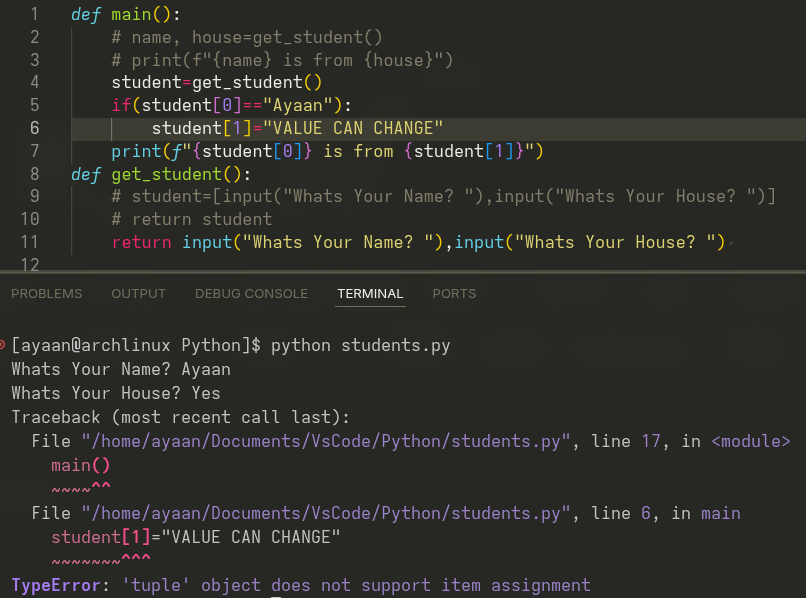 1 def main():
2     # name, house=get_student()
3     # print(f"{name} is from {house}")
4     student=get_student()
5     if(student[0]=="Ayaan"):
6         student[1]="VALUE CAN CHANGE"
7     print(f"{student[0]} is from {student[1]}")
8 def get_student():
9     # student=[input("Whats Your Name? "),input("Whats Your House? ")]
10     # return student
11     return input("Whats Your Name? "),input("Whats Your House? ")
12
PROBLEMS OUTPUT DEBUG CONSOLE TERMINAL PORTS
[ayaan@archlinux Python]$ python students.py
Whats Your Name? Ayaan
Whats Your House? Yes
Traceback (most recent call last):
  File "/home/ayaan/Documents/VsCode/Python/students.py", line 17, in <module>
    main()
    ~~~~^^
  File "/home/ayaan/Documents/VsCode/Python/students.py", line 6, in main
    student[1]="VALUE CAN CHANGE"
    ~~~~~~~^^^
TypeError: 'tuple' object does not support item assignment